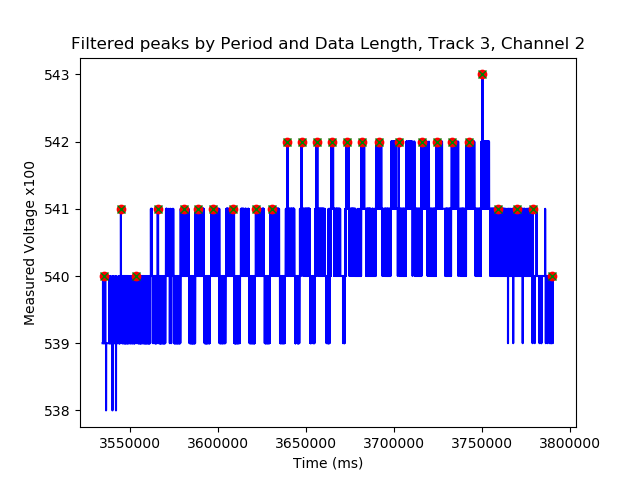 Filtered peaks by Period and Data Length, Track 3, Channel 2
543
542
541
540
539
538
Measured Voltage x100
3550000 3600000 3650000 3700000 3750000 3800000
Time (ms)